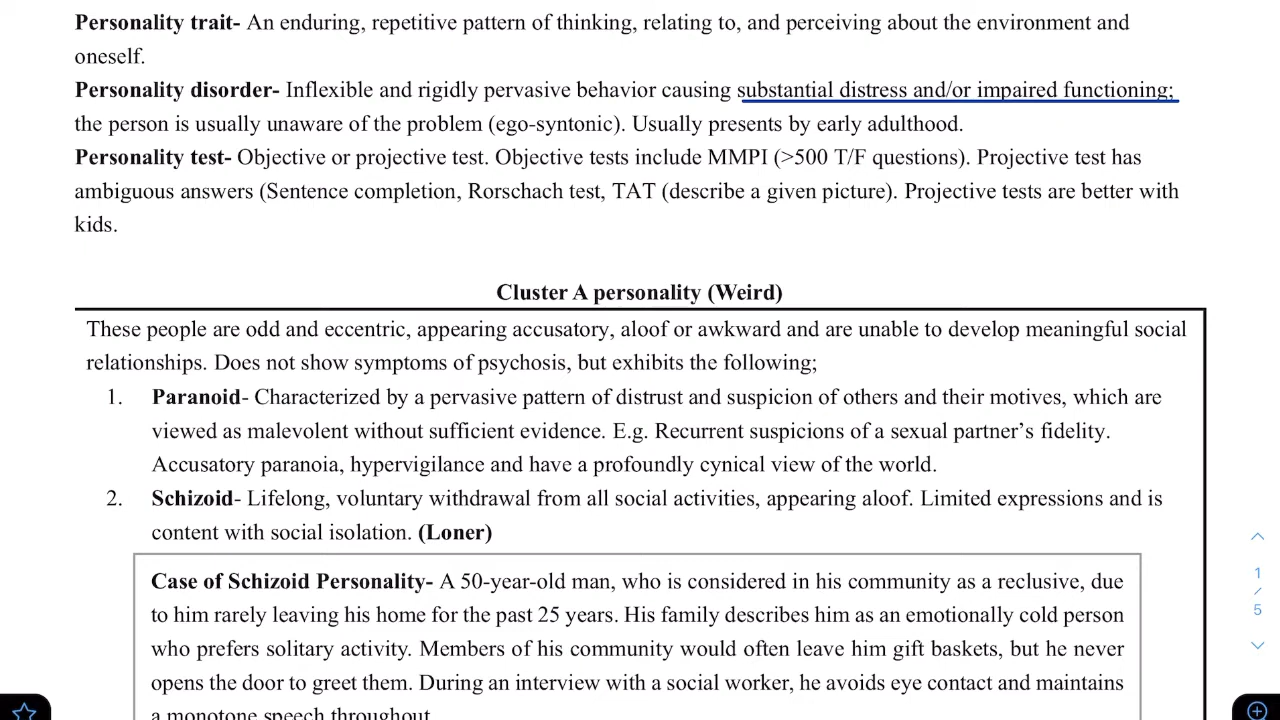 Personality trait- An enduring, repetitive pattern of thinking, relating to, and perceiving about the environment and
oneself.
Personality disorder- Inflexible and rigidly pervasive behavior causing substantial distress and/or impaired functioning;
the person is usually unaware of the problem (ego-syntonic). Usually presents by early adulthood.
Personality test- Objective or projective test. Objective tests include MMPI (>500 T/F questions). Projective test has
ambiguous answers (Sentence completion, Rorschach test, TAT (describe a given picture). Projective tests are better with
kids.
Cluster A personality (Weird)
These people are odd and eccentric, appearing accusatory, aloof or awkward and are unable to develop meaningful social
relationships. Does not show symptoms of psychosis, but exhibits the following;
1. Paranoid- Characterized by a pervasive pattern of distrust and suspicion of others and their motives, which are
viewed as malevolent without sufficient evidence. E.g. Recurrent suspicions of a sexual partner’s fidelity.
Accusatory paranoia, hypervigilance and have a profoundly cynical view of the world.
2. Schizoid- Lifelong, voluntary withdrawal from all social activities, appearing aloof. Limited expressions and is
content with social isolation. (Loner)
Case of Schizoid Personality- A 50-year-old man, who is considered in his community as a reclusive, due
to him rarely leaving his home for the past 25 years. His family describes him as an emotionally cold person
who prefers solitary activity. Members of his community would often leave him gift baskets, but he never
opens the door to greet them. During an interview with a social worker, he avoids eye contact and maintains
a monotone speech throughout.
1
/
5